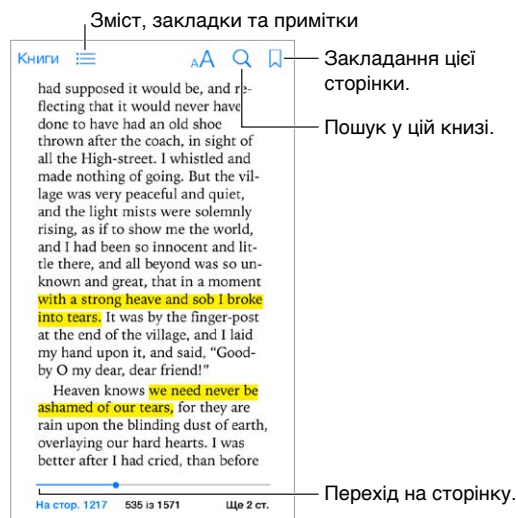 Зміст, закладки та примітки
Книги
AA
Закладання цієї
сторінки.
Пошук у цій книзі.
had supposed it would be, and re-
flecting that it would never have
done to have had an old shoe
thrown after the coach, in sight of
all the High-street. I whistled and
made nothing of going. But the vil-
lage was very peaceful and quiet,
and the light mists were solemnly
rising, as if to show me the world,
and I had been so innocent and lit-
tle there, and all beyond was so un-
known and great, that in a moment
with a strong heave and sob I broke
into tears. It was by the finger-post
at the end of the village, and I laid
my hand upon it, and said, “Good-
by O my dear, dear friend!”
Heaven knows we need never be
ashamed of our tears, for they are
rain upon the blinding dust of earth,
overlaying our hard hearts. I was
better after I had cried, than before
Перехід на сторінку.
На стор. 1217 535 із 1571 Ще 2 ст.